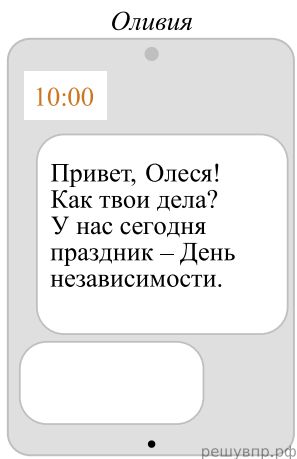 Оливия
10:00
Привет, Олеся!
Как твои дела?
У нас сегодня
праздник – День
независимости.
решувпр.рф